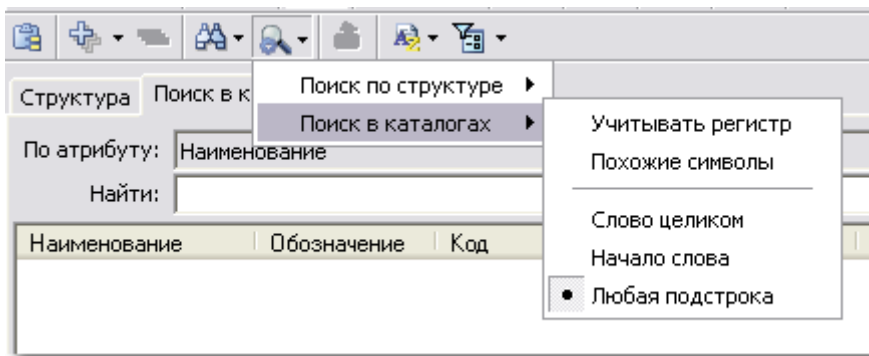 Поиск по структуре
Структура
Поиск в к
Поиск в каталогах
Учитывать регистр
По атрибуту:
Наименование
Похожие символы
Найти:
Слово целиком
Наименование
Обозначение
Код
Начало слова
Любая подстрока